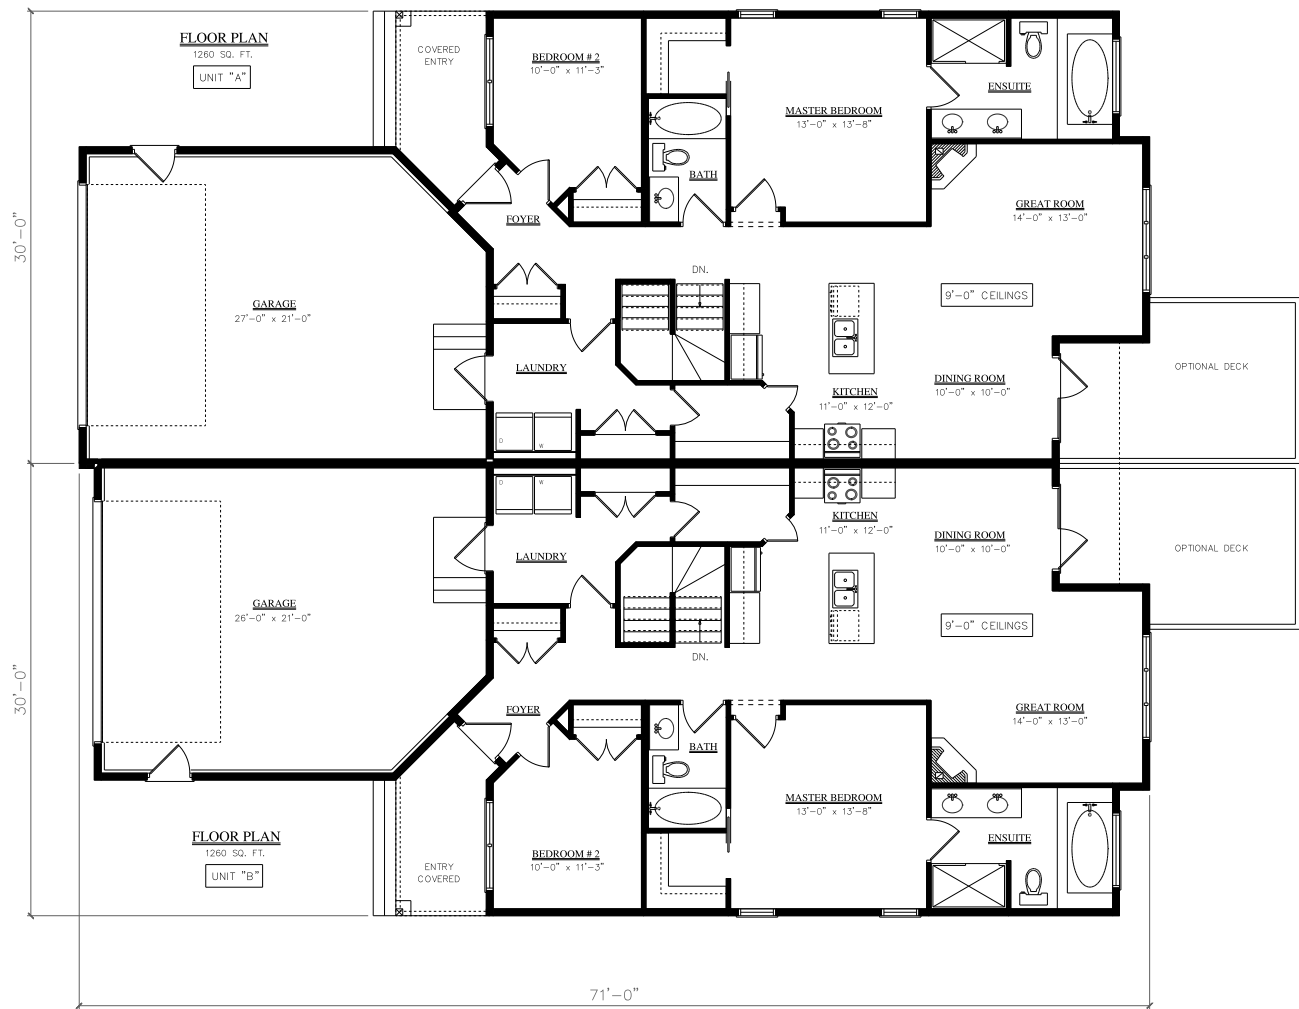 FLOOR PLAN
1260 SQ. FT.
UNIT "A"
COVERED
ENTRY
BEDROOM # 2
10'-0" x 11'-3"
MASTER BEDROOM
13'-0" x 13'-8"
ENSUITE
BATH
FOYER
GREAT ROOM
14'-0" x 13'-0"
30'-0"
DN.
9'-0" CEILINGS
GARAGE
27'-0" x 21'-0"
LAUNDRY
KITCHEN
11'-0" x 12'-0"
DINING ROOM
10'-0" x 10'-0"
OPTIONAL DECK
D
W
D
W
KITCHEN
11'-0" x 12'-0"
DINING ROOM
10'-0" x 10'-0"
OPTIONAL DECK
LAUNDRY
GARAGE
26'-0" x 21'-0"
9'-0" CEILINGS
DN.
30'-0"
FOYER
GREAT ROOM
14'-0" x 13'-0"
BATH
MASTER BEDROOM
13'-0" x 13'-8"
ENSUITE
FLOOR PLAN
1260 SQ. FT.
UNIT "B"
ENTRY
COVERED
BEDROOM # 2
10'-0" x 11'-3"
71'-0"